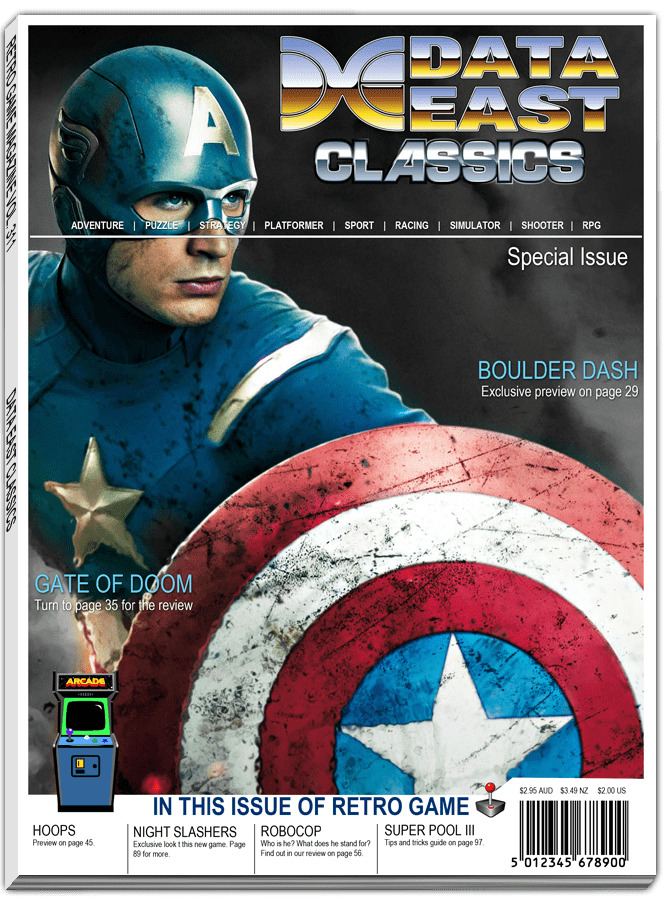 DATA
EAST
CLASSICS
ADVENTURE | PUZZLE | STRATEGY | PLATFORMER | SPORT | RACING | SIMULATOR | SHOOTER | RPG
Special Issue
BOULDER DASH
Exclusive preview on page 29
A
GATE OF DOOM
Turn to page 35 for the review
ARCADE
IN THIS ISSUE OF RETRO GAME
$2.95 AUD $3.49 NZ $2.00 US
HOOPS
Preview on page 45.
NIGHT SLASHERS
Exclusive look t this new game. Page
89 for more.
ROBOCOP
Who is he? What does he stand for?
Find out in our review on page 56.
SUPER POOL III
Tips and tricks guide on page 97.
5 012345 678900
DATA EAST CLASSICS